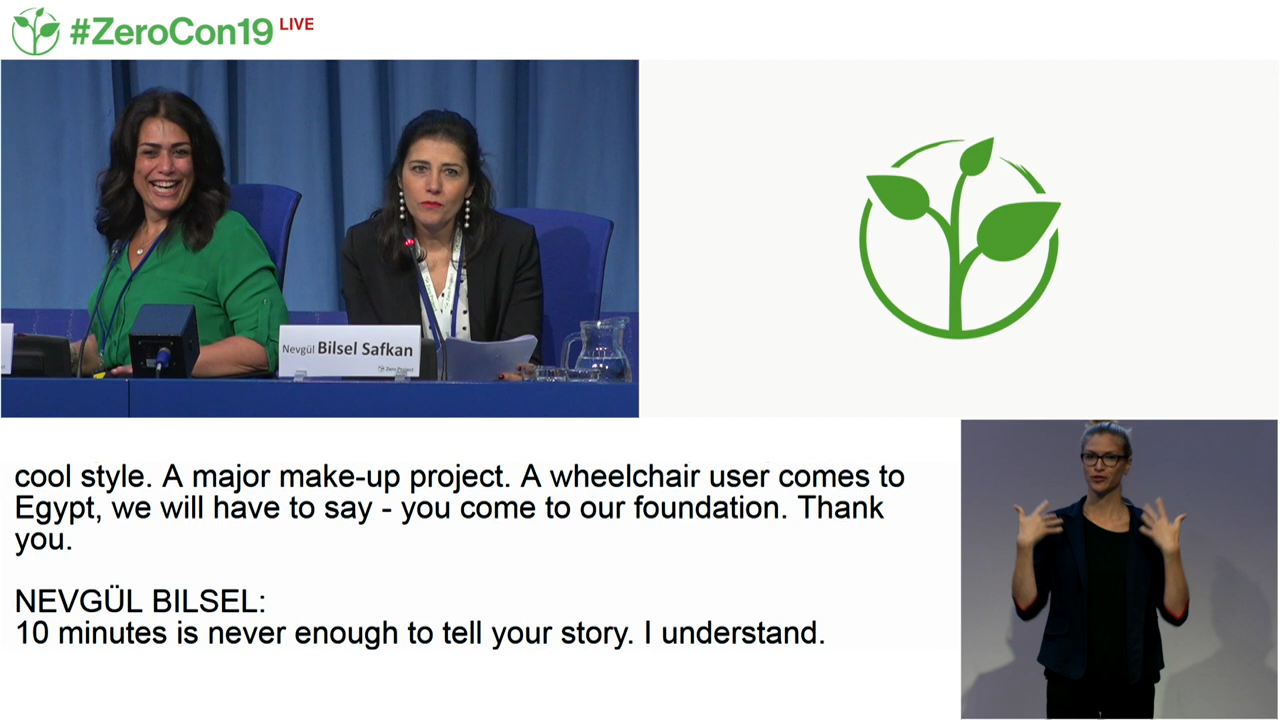 #ZeroCon19 LIVE
Nevgül Bilsel Safkan
Zero Project
cool style. A major make-up project. A wheelchair user comes to
Egypt, we will have to say - you come to our foundation. Thank
you.
NEVGÜL BILSEL:
10 minutes is never enough to tell your story. I understand.